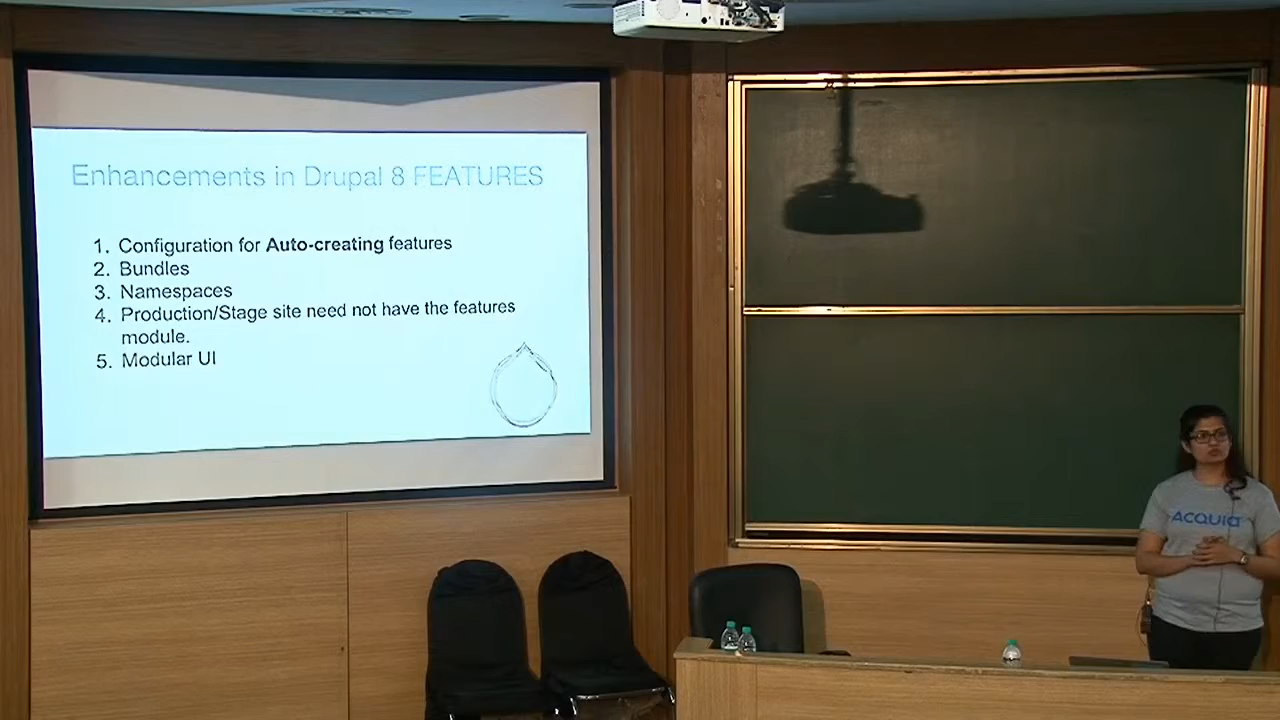 Enhancements in Drupal 8 FEATURES
1. Configuration for Auto-creating features
2. Bundles
3. Namespaces
4. Production/Stage site need not have the features
module.
5. Modular UI
ACQUIA